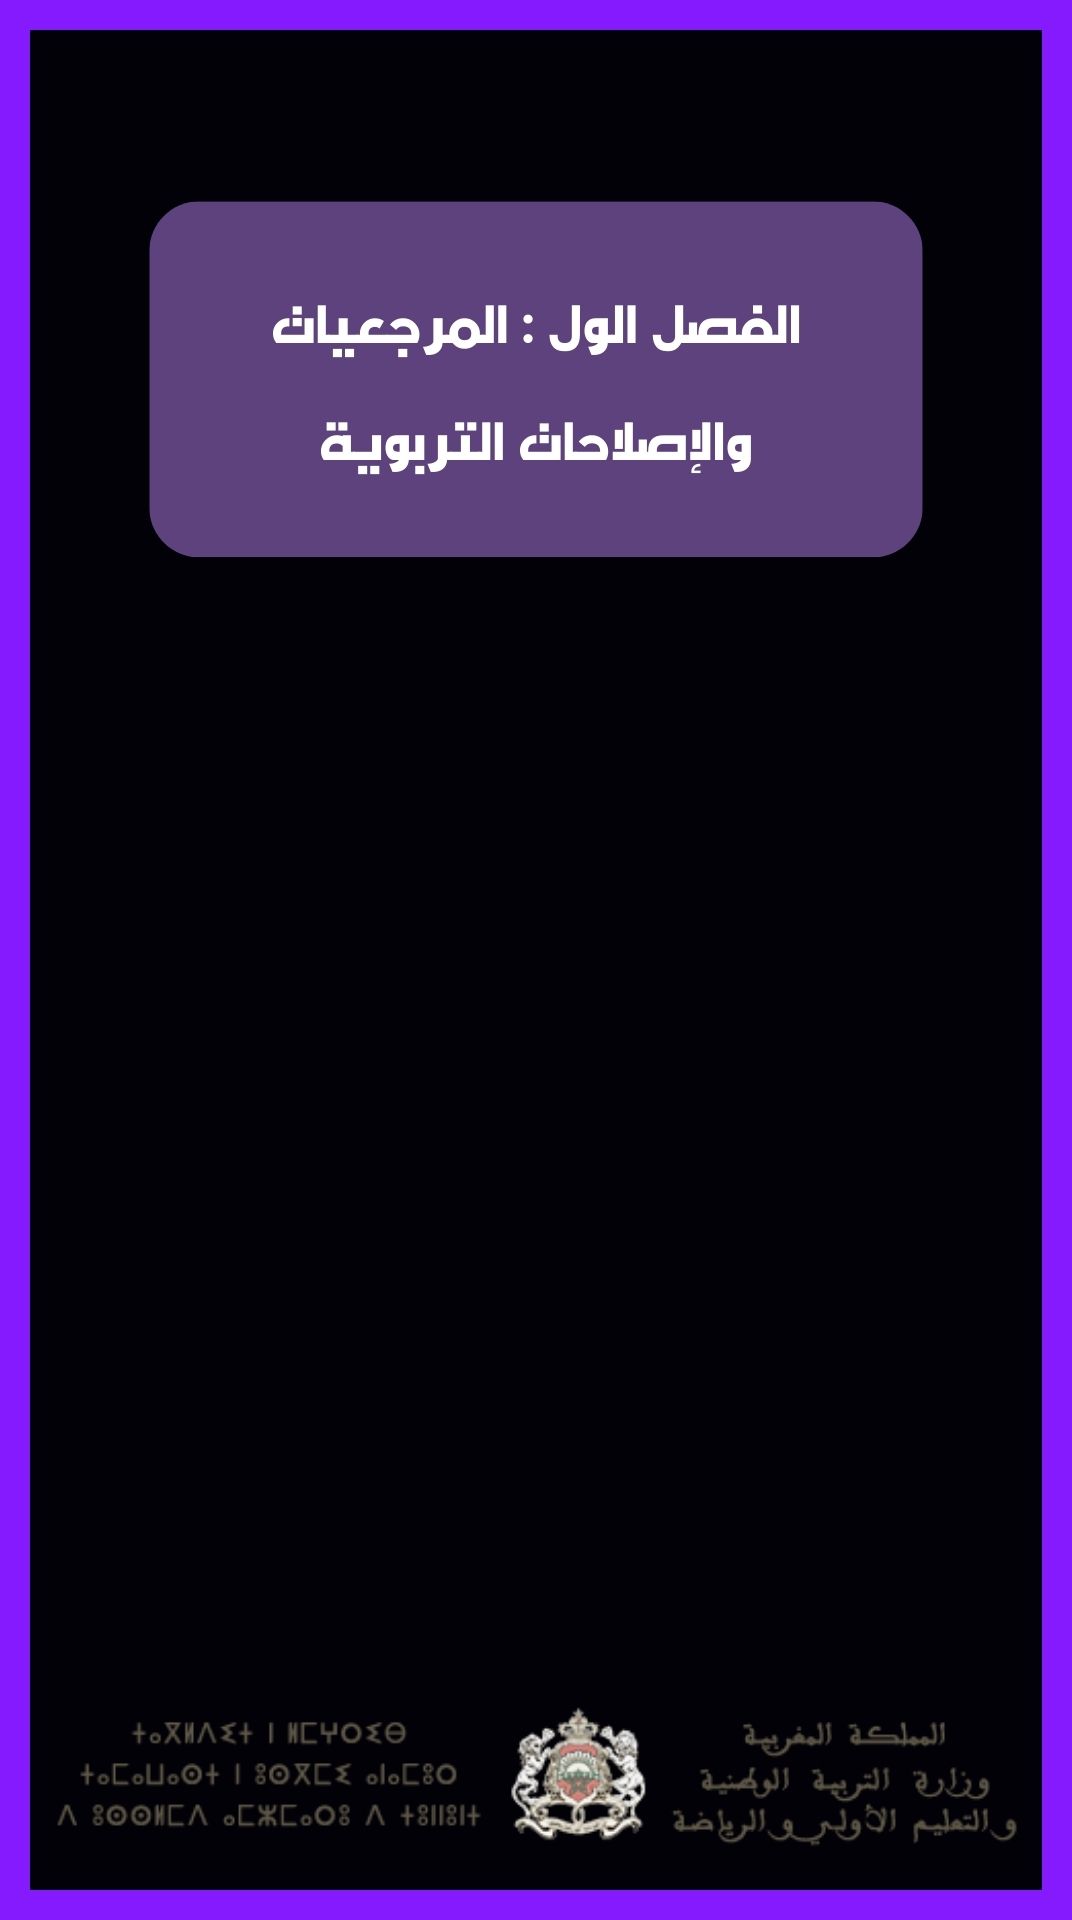 الفصل الول : المرجعيات
والإصلاحات التربوية
المملكة المغربية
وزارة التربية الوطنية
والتعليم الأولي والرياضة
ⵜⴰⴳⵍⴷⵉⵜ ⵏ ⵍⵎⵖⵔⵉⴱ
ⵜⴰⵎⴰⵡⴰⵙⵜ ⵏ ⵓⵙⴳⵎⵉ ⴰⵏⴰⵎⵓⵔ
ⴷ ⵓⵙⵙⵍⵎⴷ ⴰⵎⵣⵎⴰⵔⵓ ⴷ ⵜⵓⵏⵏⵓⵏⵜ